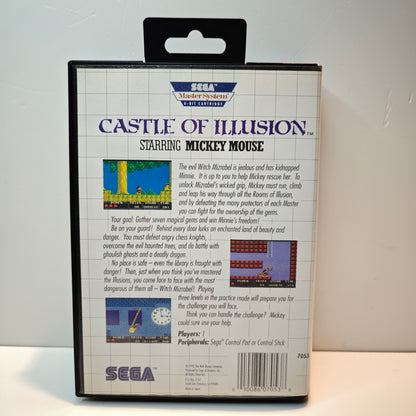 SEGA
Master System
4-BIT CARTRIDGE
CASTLE OF ILLUSION™
STARRING MICKEY MOUSE
The evil Witch Mizrabel is jealous and has kidnapped
Minnie. It is up to you to help Mickey rescue her. To
unlock Mizrabel's wicked grip, Mickey must run, climb
and leap his way through all the Rooms of Illusion,
and by defeating the many protectors of each Master
you can fight for the ownership of the gems.
Your goal: Gather seven magical gems and win Minnie's freedom!
Be on your guard! Behind every door lurks an enchanted land of beauty and
danger. You must defeat angry chess knights,
overcome the evil haunted trees, and do battle with
ghoulish ghosts and a deadly dragon.
No place is safe – even the library is fraught with
danger! Then, just when you think you've mastered
the Illusions, you come face to face with the most
dangerous of them all – Witch Mizrabel! Playing
three levels in the practice mode will prepare you for
the challenge you will face.
Think you can handle the challenge? Mickey
could sure use your help.
Players: 1
Peripherals: Sega® Control Pad or Control Stick
7053
SEGA
0 10086 07053 6